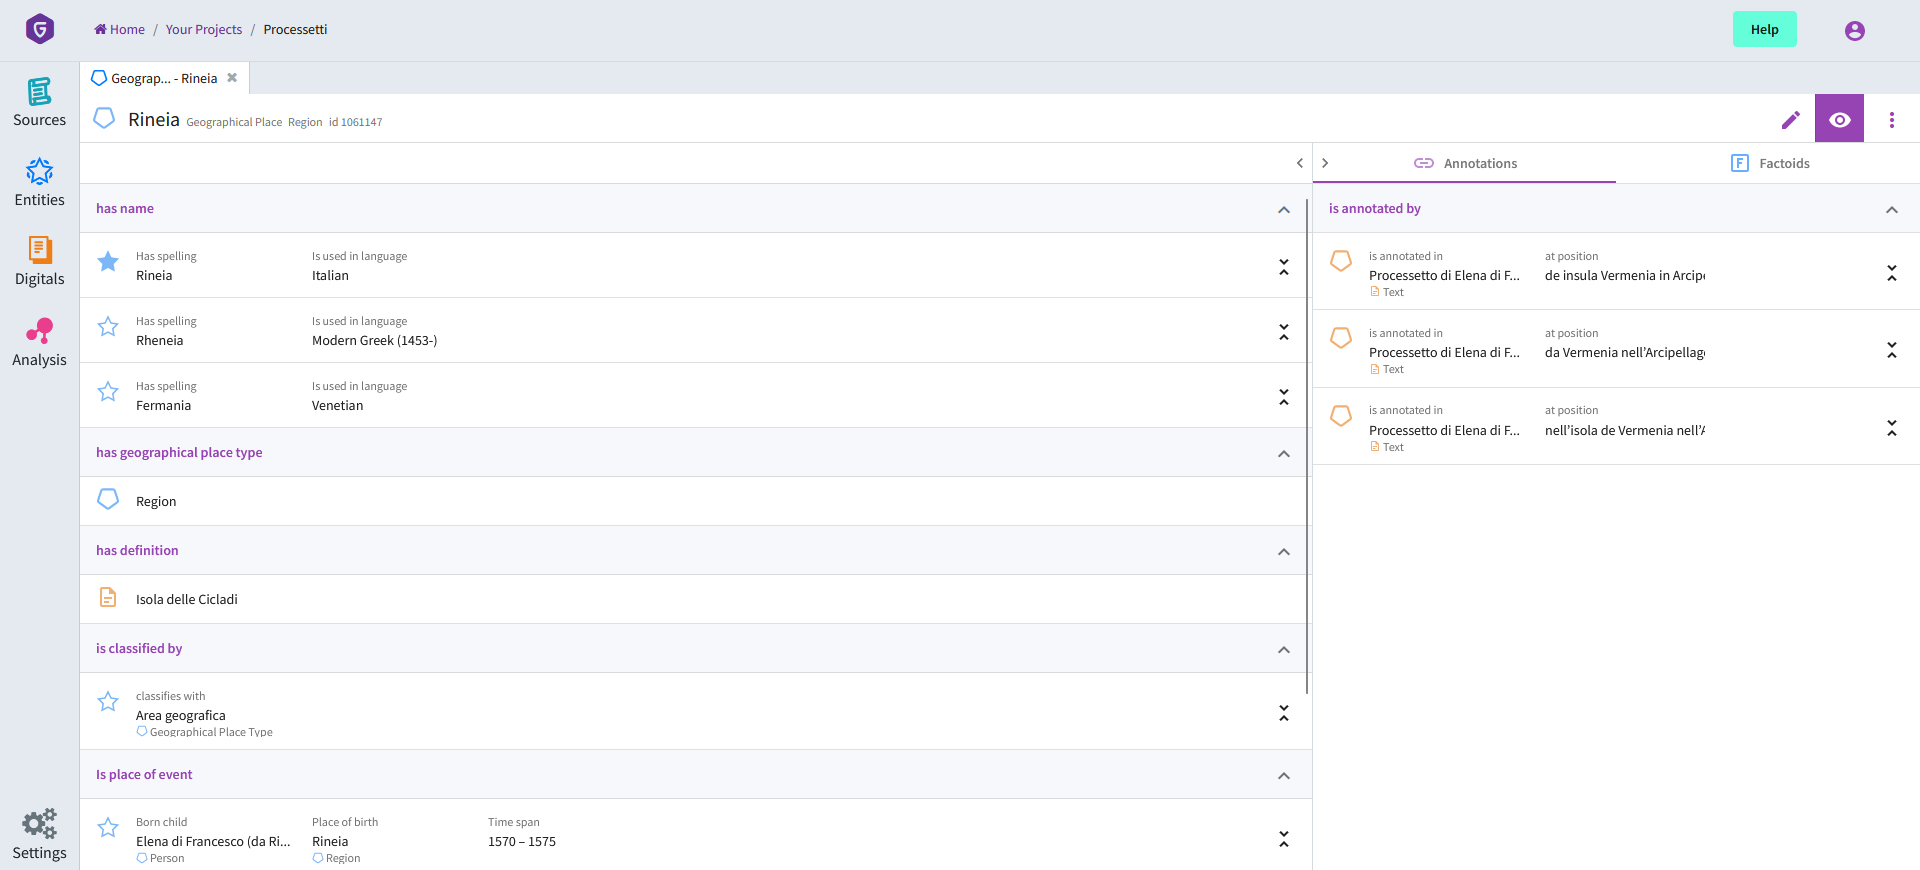 Home / Your Projects / Processetti
Help
Geograp... - Rineia
Sources
Entities
Digitals
Analysis
Settings
Rineia Geographical Place Region id 1061147
has name
Has spelling Is used in language
Rineia Italian
Has spelling Is used in language
Rheneia Modern Greek (1453-)
Has spelling Is used in language
Fermania Venetian
has geographical place type
Region
has definition
Isola delle Cicladi
is classified by
classifies with
Area geografica
Geographical Place Type
Is place of event
Born child Place of birth Time span
Elena di Francesco (da Ri... Rineia 1570 – 1575
Person Region
Annotations F Factoids
is annotated by
is annotated in at position
Processetto di Elena di F... de insula Vermenia in Arcip
Text
is annotated in at position
Processetto di Elena di F... da Vermenia nell'Arcipellag
Text
is annotated in at position
Processetto di Elena di F... nell'isola de Vermenia nell'A
Text